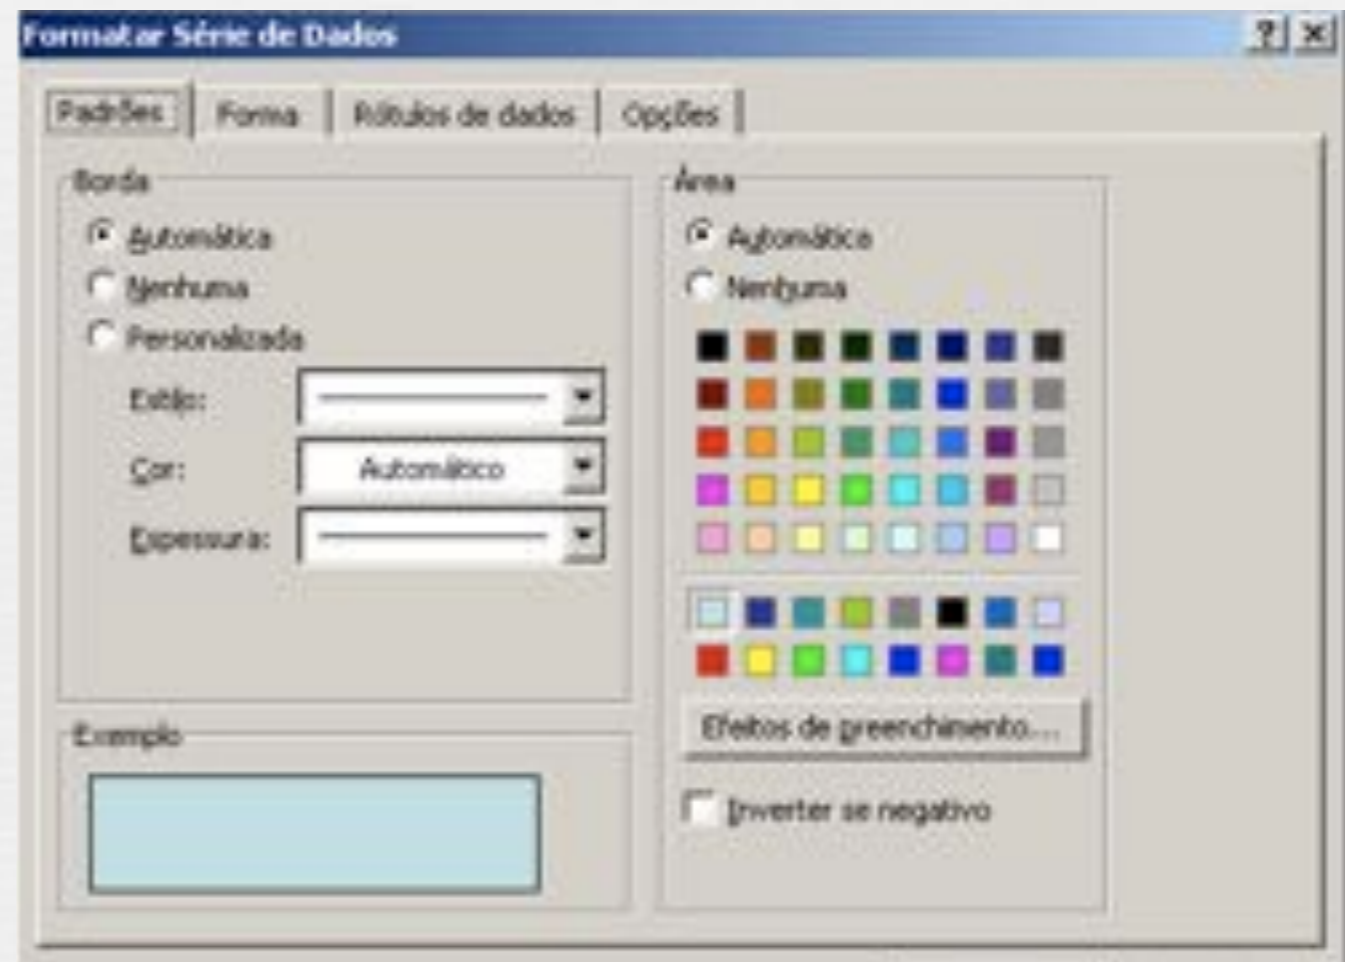 Formatar Série de Dados
Padrões Forma Rótulos de dados Opções
Borda
Automática
Nenhuma
Personalizada
Estilo:
Cor: Automático
Espessura:
Exemplo
Área
Automática
Nenhuma
Efeitos de preenchimento...
Inverter se negativo